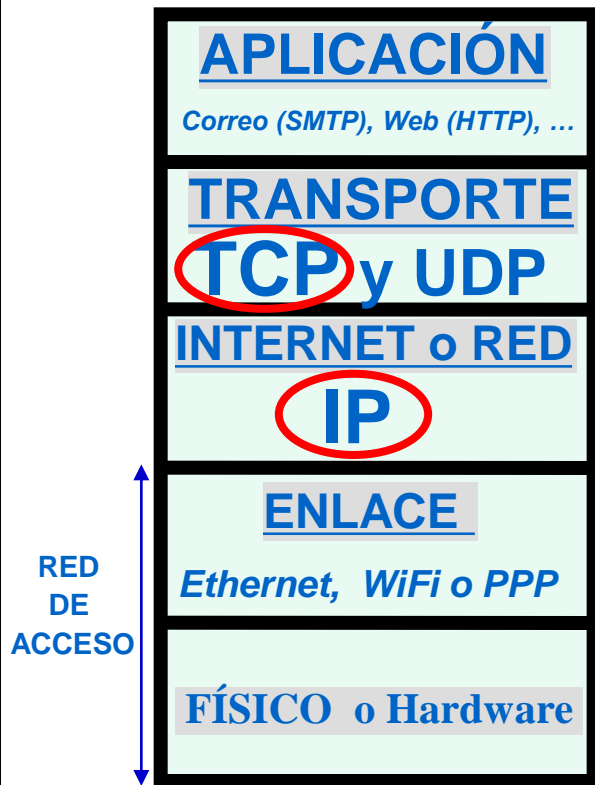 APLICACIÓN
Correo (SMTP), Web (HTTP), …
TRANSPORTE
TCP y UDP
INTERNET o RED
IP
ENLACE
Ethernet, WiFi o PPP
RED
DE
ACCESO
FÍSICO o Hardware